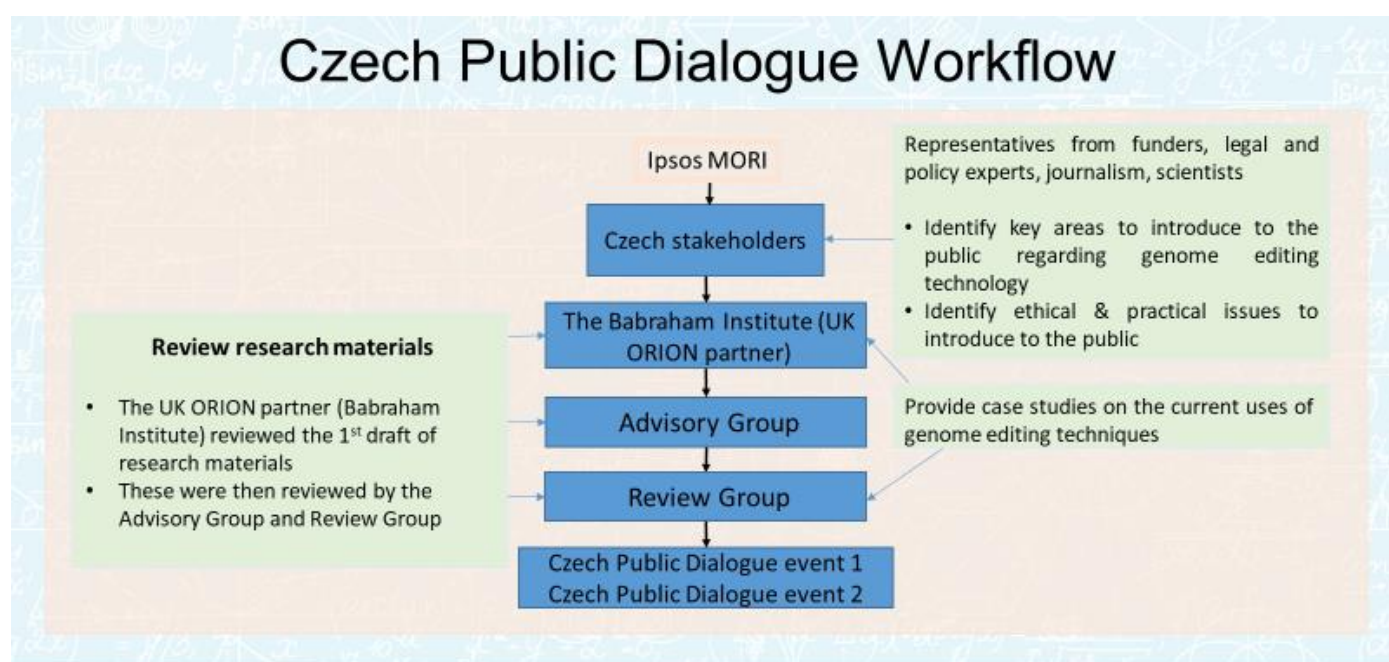 Czech Public Dialogue Workflow
Ipsos MORI
Czech stakeholders
The Babraham Institute (UK
ORION partner)
Advisory Group
Review Group
Czech Public Dialogue event 1
Czech Public Dialogue event 2
Representatives from funders, legal and
policy experts, journalism, scientists
• Identify key areas to introduce to the
public regarding genome editing
technology
• Identify ethical & practical issues to
introduce to the public
Provide case studies on the current uses of
genome editing techniques
Review research materials
• The UK ORION partner (Babraham
Institute) reviewed the 1st draft of
research materials
• These were then reviewed by the
Advisory Group and Review Group